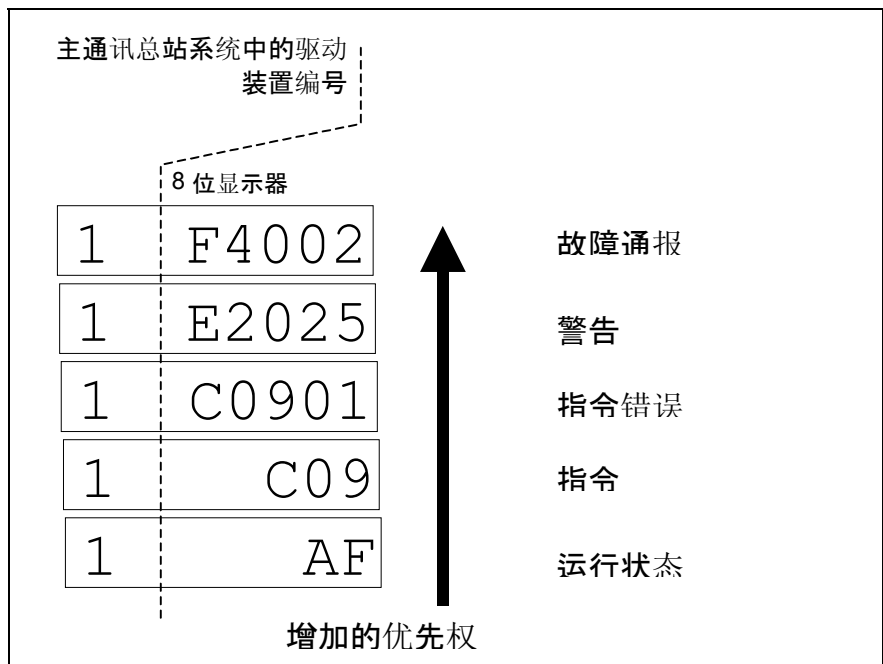 主通讯总站系统中的驱动
装置编号
8 位显示器
1 F4002 故障通报
1 E2025 警告
1 C0901 指令错误
1 C09 指令
1 AF 运行状态
增加的优先权